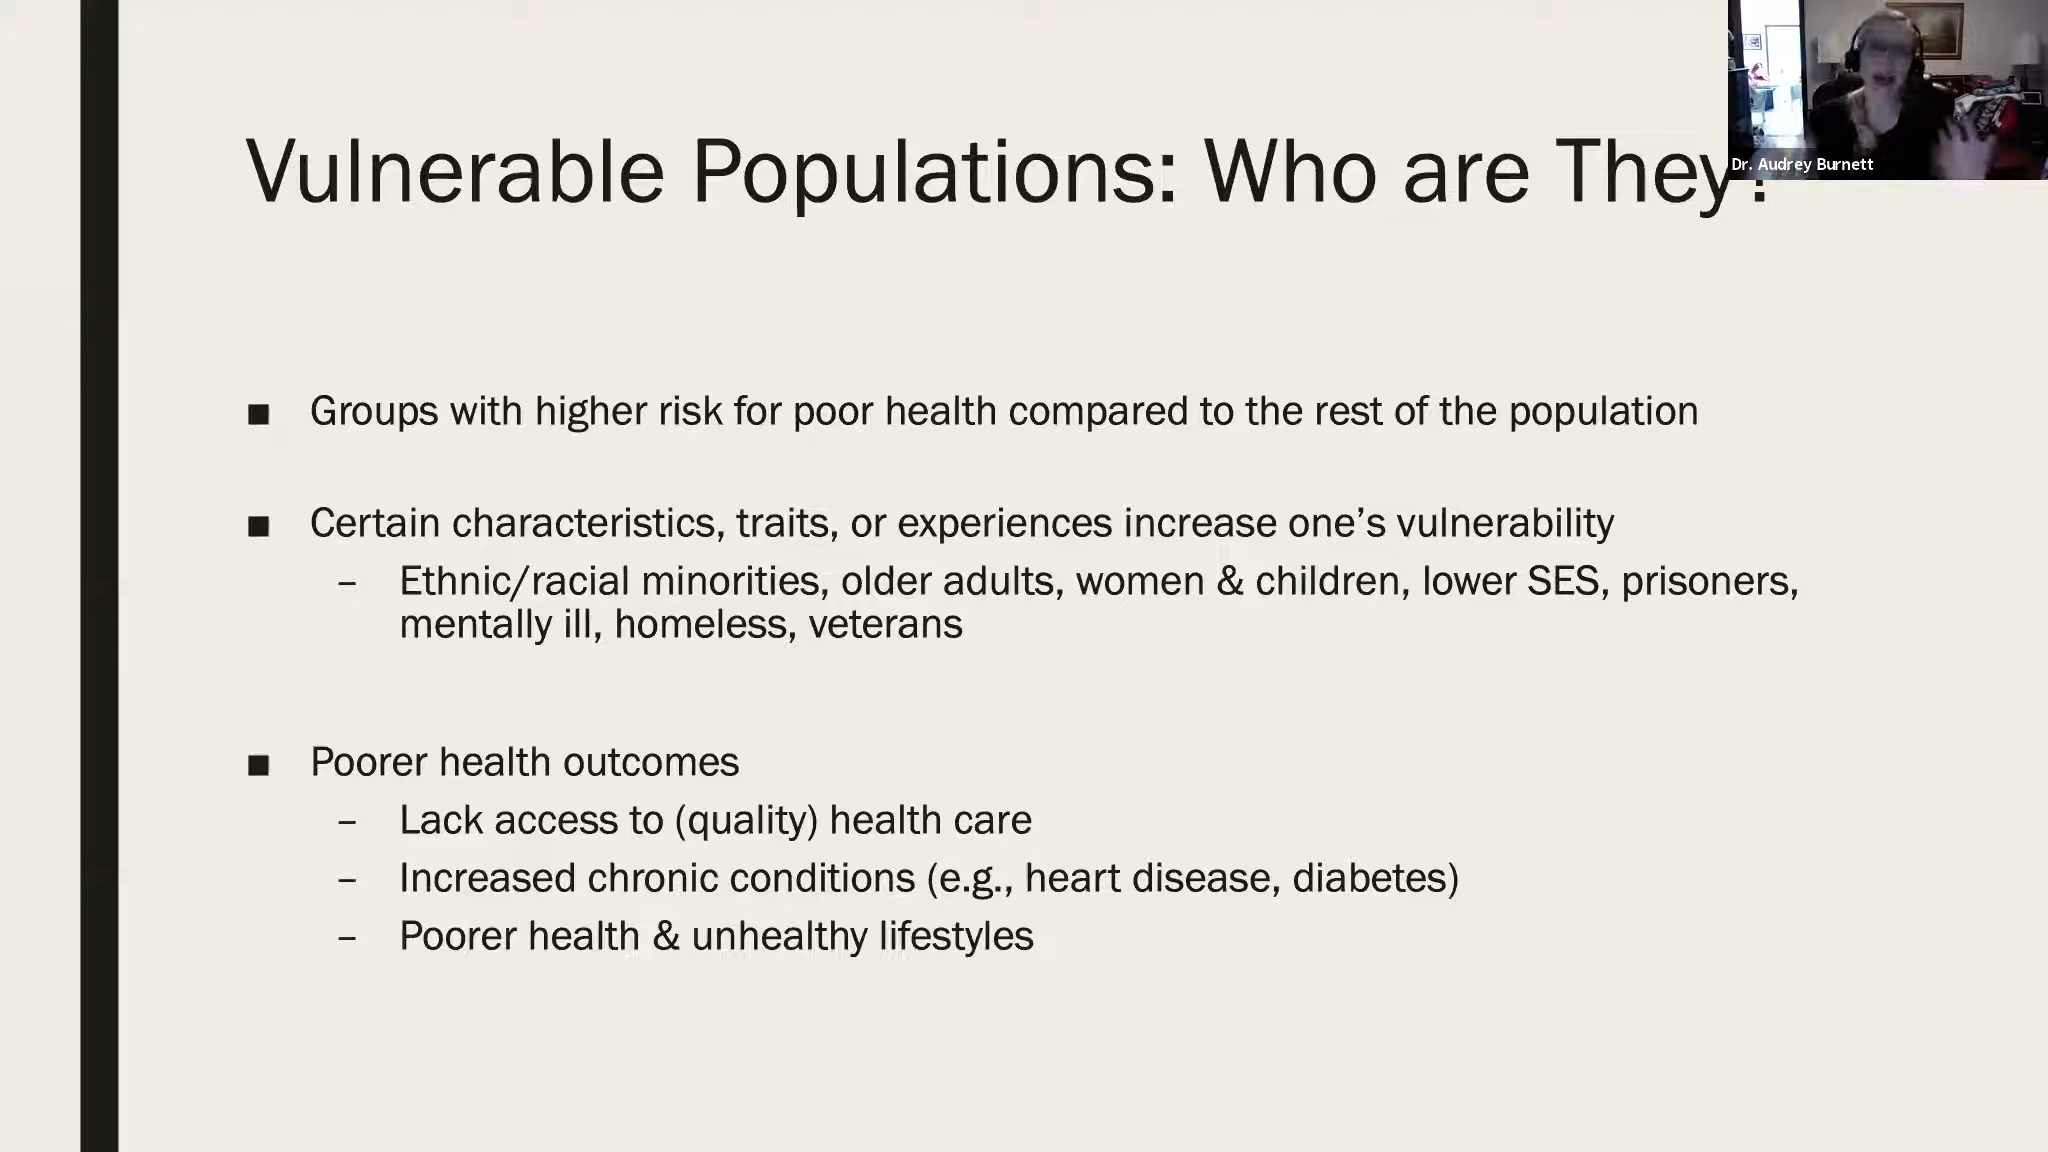 Vulnerable Populations: Who are They?
Dr. Audrey Burnett
■ Groups with higher risk for poor health compared to the rest of the population
■ Certain characteristics, traits, or experiences increase one’s vulnerability
– Ethnic/racial minorities, older adults, women & children, lower SES, prisoners,
mentally ill, homeless, veterans
■ Poorer health outcomes
– Lack access to (quality) health care
– Increased chronic conditions (e.g., heart disease, diabetes)
– Poorer health & unhealthy lifestyles